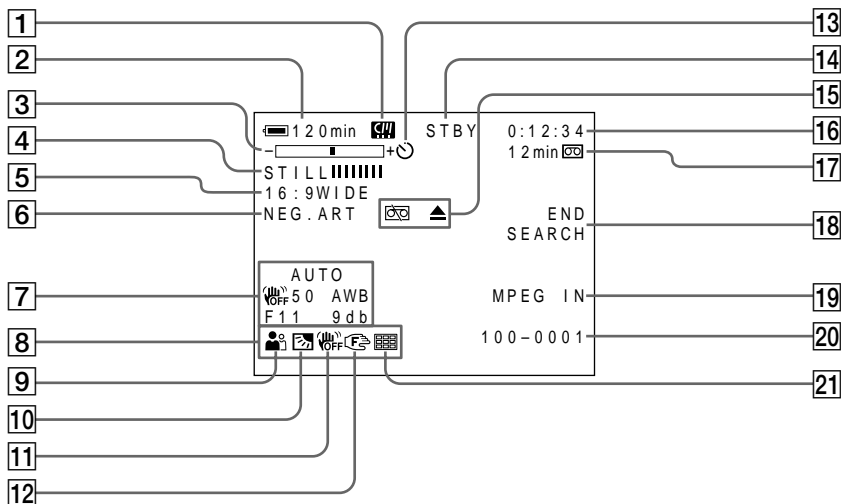 1
2
3
4
5
6
7
8
9
10
11
12
13
14
15
16
17
18
19
20
21
120min STBY 0:12:34
– + 12min
STILL
16:9WIDE
NEG.ART
END
SEARCH
AUTO
OFF 50 AWB
F11 9db
MPEG IN
OFF F
100–0001